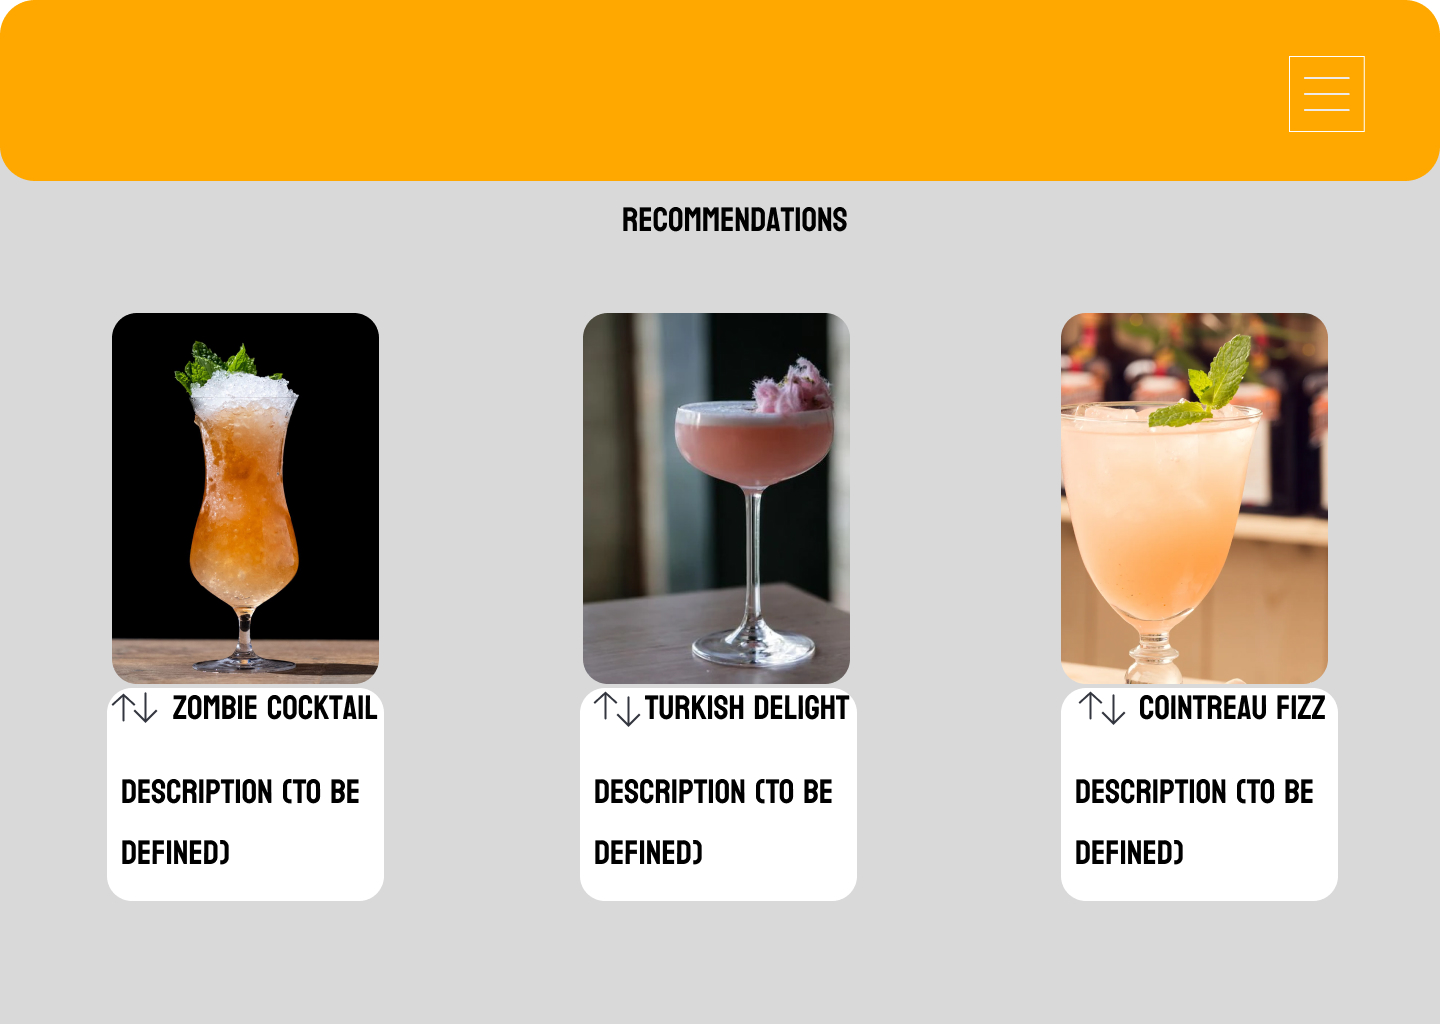 RECOMMENDATIONS
ZOMBIE COCKTAIL
DESCRIPTION (TO BE
DEFINED)
TURKISH DELIGHT
DESCRIPTION (TO BE
DEFINED)
COINTREAU FIZZ
DESCRIPTION (TO BE
DEFINED)